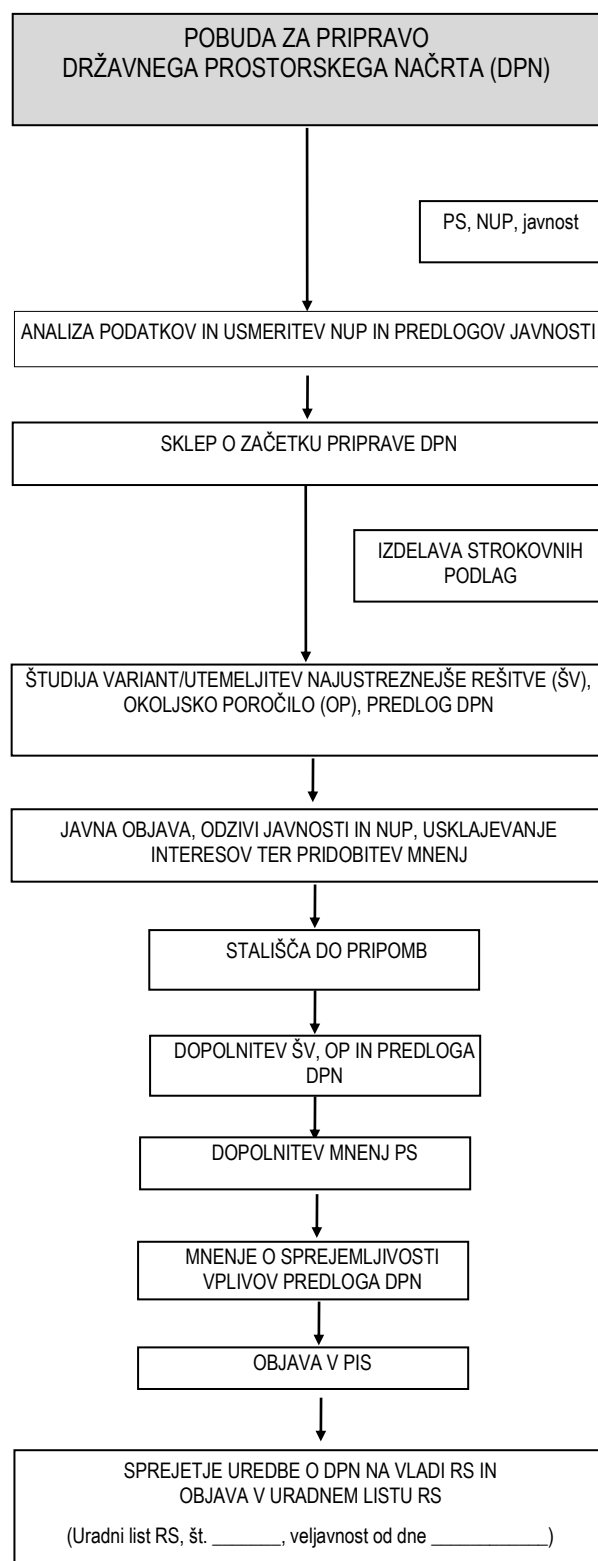 POBUDA ZA PRIPRAVO
DRŽAVNEGA PROSTORSKEGA NAČRTA (DPN)
PS, NUP, javnost
ANALIZA PODATKOV IN USMERITEV NUP IN PREDLOGOV JAVNOSTI
SKLEP O ZAČETKU PRIPRAVE DPN
IZDELAVA STROKOVNIH
PODLAG
ŠTUDIJA VARIANT/UTEMELJITEV NAJUSTREZNEJŠE REŠITVE (ŠV),
OKOLJSKO POROČILO (OP), PREDLOG DPN
JAVNA OBJAVA, ODZIVI JAVNOSTI IN NUP, USKLAJEVANJE
INTERESOV TER PRIDOBITEV MNENJ
STALIŠČA DO PRIPOMB
DOPOLNITEV ŠV, OP IN PREDLOGA
DPN
DOPOLNITEV MNENJ PS
MNENJE O SPREJEMLJIVOSTI
VPLIVOV PREDLOGA DPN
OBJAVA V PIS
SPREJETJE UREDBE O DPN NA VLADI RS IN
OBJAVA V URADNEM LISTU RS
(Uradni list RS, št. _______, veljavnost od dne ____________)